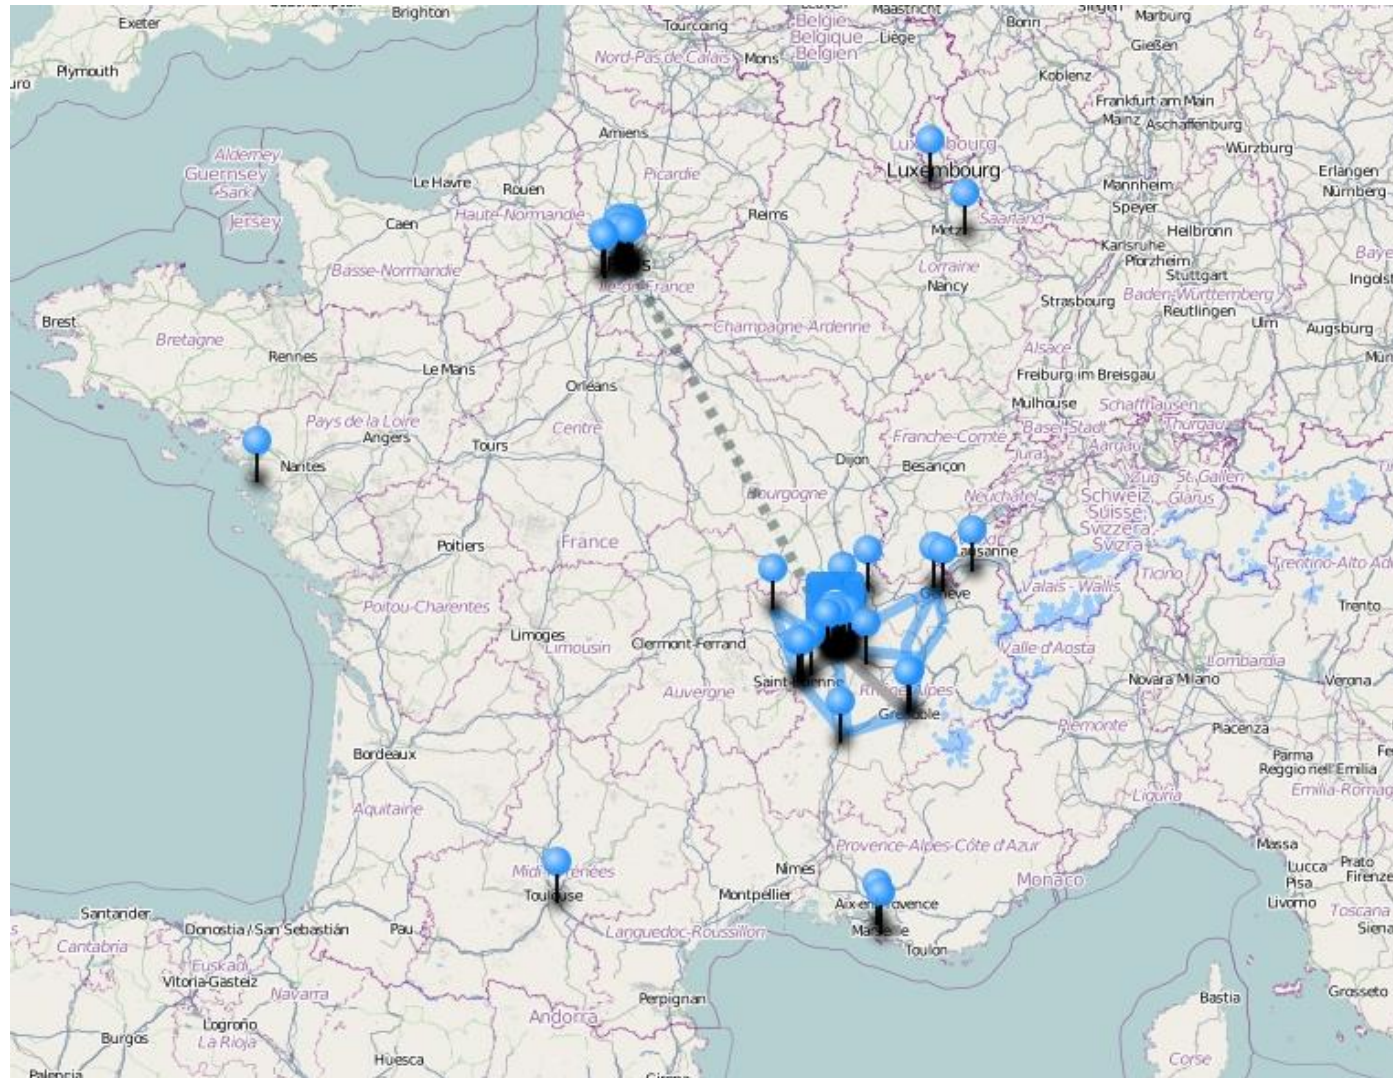 Exeter
Brighton
Plymouth
Tourcoing
Nord-Pas de Calais
Mons
België
Belgique
Belgien
Maastricht
Liège
Bonn
Siegen
Marburg
Gießen
Koblenz
Frankfurt am Main
Mainz
Aschaffenburg
Würzburg
Amiens
Picardie
Alderney
Guernsey
Sark
Jersey
Le Havre
Rouen
Haute-Normandie
Caen
Reims
Luxembourg
Mannheim
Speyer
Erlangen
Nürnberg
Saarland
Metz
Heilbronn
Karlsruhe
Pforzheim
Stuttgart
Baden-Württemberg
Reutlingen
Basse-Normandie
Île-de-France
Lorraine
Nancy
Strasbourg
Ulm
Augsburg
Brest
Bretagne
Rennes
Le Mans
Orléans
Champagne-Ardenne
Alsace
Freiburg im Breisgau
Mulhouse
Schaffhausen
Basel-Stadt
Thurgau
Aargau
Jura
Zug
St. Gallen
Glarus
Pays de la Loire
Angers
Nantes
Tours
Centre
Dijon
Franche-Comte
Besançon
Neuchâtel
Schweiz,
Suisse,
Svizzera,
Svizra
Bourgogne
Poitiers
France
Lausanne
Genève
Valais - Wallis
Ticino
Trentino-Alto
Trento
Poitou-Charentes
Limoges
Limousin
Clermont-Ferrand
Valle d'Aosta
Lombardia
Novara
Milano
Verona
Auvergne
Rhône-Alpes
Grenoble
Piemonte
Piacenza
Parma
Reggio nell'Emilia
Bordeaux
Aquitaine
Liguria
Provence-Alpes-Côte d'Azur
Massa
Lucca
Prato
Pisa
Firenze
Livorno
Toscana
Siena
Nîmes
Montpellier
Monaco
Toulouse
Marseille
Toulon
Santander
Donostia / San Sebastián
Pau
Languedoc-Roussillon
Cantabria
Euskadi
Vitoria-Gasteiz
Navarra
Perpignan
Andorra
Bastia
Grosseto
Burgos
Logroño
La Rioja
Huesca
Corse